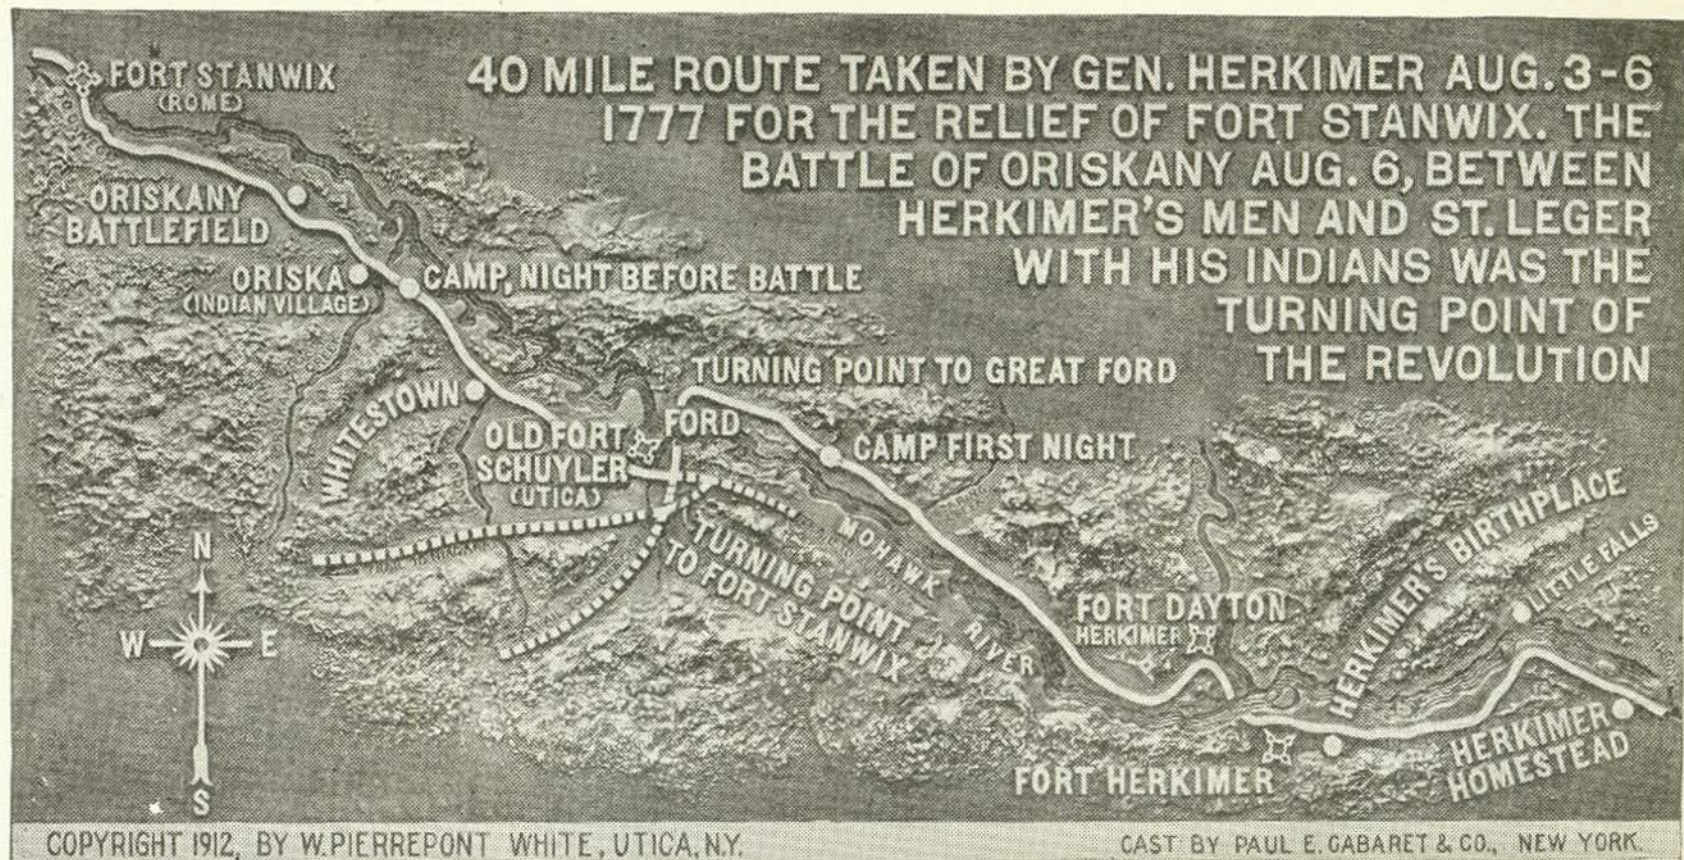 40 MILE ROUTE TAKEN BY GEN. HERKIMER AUG. 3-6
1777 FOR THE RELIEF OF FORT STANWIX. THE
BATTLE OF ORISKANY AUG. 6, BETWEEN
HERKIMER'S MEN AND ST. LEGER
WITH HIS INDIANS WAS THE
TURNING POINT OF
THE REVOLUTION
FORT STANWIX
(ROME)
ORISKANY
BATTLEFIELD
ORISKA
(INDIAN VILLAGE)
CAMP, NIGHT BEFORE BATTLE
WHITESTOWN
TURNING POINT TO GREAT FORD
OLD FORT
SCHUYLER
(UTICA)
FORD
CAMP FIRST NIGHT
TURNING POINT
TO FORT STANWIX
MOHAWK
RIVER
FORT DAYTON
HERKIMER
HERKIMER'S BIRTHPLACE
LITTLE FALLS
FORT HERKIMER
HERKIMER
HOMESTEAD
N
W
E
S
COPYRIGHT 1912, BY W. PIERREPONT WHITE, UTICA, N.Y.
CAST BY PAUL E. GABARET & CO., NEW YORK.